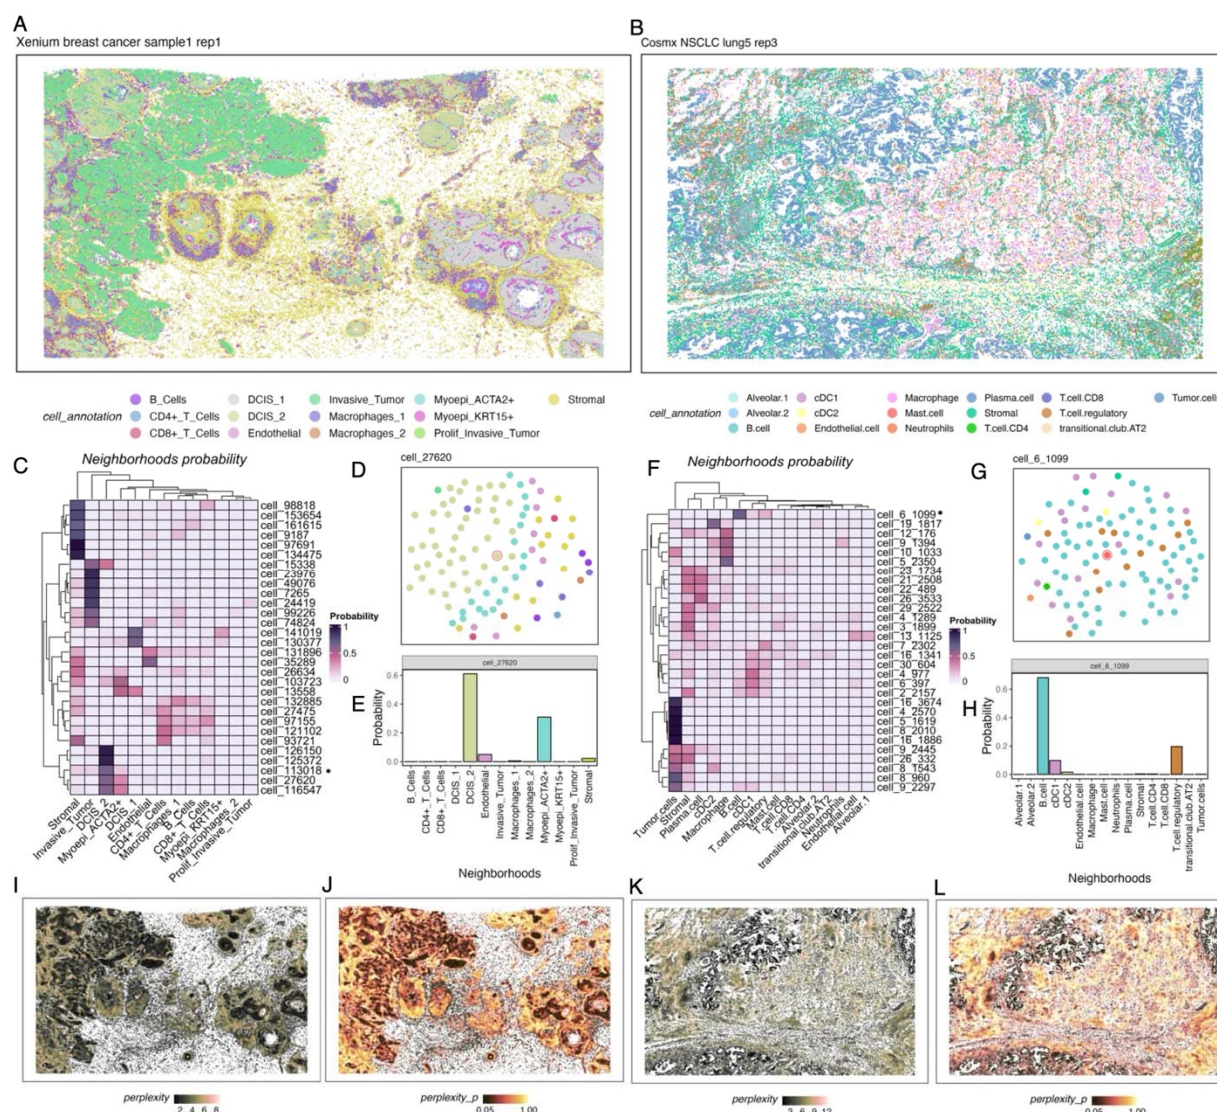 A
B
Xenium breast cancer sample1 rep1
Cosmx NSCLC lung5 rep3
B_Cells DCIS_1 Invasive_Tumor Myoepi_ACTA2+ Stromal
cell_annotation CD4+_T_Cells DCIS_2 Macrophages_1 Myoepi_KRT15+
CD8+_T_Cells Endothelial Macrophages_2 Prolif_Invasive_Tumor
Alveolar.1 cDC1 Macrophage Plasma.cell T.cell.CD8 Tumor.cells
cell_annotation Alveolar.2 cDC2 Mast.cell Stromal T.cell.regulatory
B.cell Endothelial.cell Neutrophils T.cell.CD4 transitional.club.AT2
C
Neighborhoods probability
cell_98818
cell_153654
cell_161615
cell_9187
cell_97691
cell_134475
cell_15338
cell_23976
cell_49076
cell_7265
cell_24419
cell_99226
cell_74824
cell_141019
cell_130377
cell_131896
cell_35289
cell_26634
cell_103723
cell_13558
cell_132885
cell_27475
cell_97155
cell_121102
cell_93721
cell_126150
cell_125372
cell_113018
cell_27620
cell_116547
Probability
1
0.5
0
Stromal
Invasive_Tumor
DCIS_2
Myoepi_ACTA2+
DCIS_1
Endothelial
CD4+_T_Cells
Macrophages_1
B_Cells
CD8+_T_Cells
Myoepi_KRT15+
Macrophages_2
Prolif_Invasive_Tumor
D
cell_27620
E
cell_27620
Probability
0.6
0.4
0.2
0.0
B_Cells
CD4+_T_Cells
CD8+_T_Cells
DCIS_1
DCIS_2
Endothelial
Invasive_Tumor
Macrophages_1
Macrophages_2
Myoepi_ACTA2+
Myoepi_KRT15+
Prolif_Invasive_Tumor
Stromal
Neighborhoods
F
Neighborhoods probability
cell_6_1099
cell_19_1817
cell_12_176
cell_9_1394
cell_10_1033
cell_5_2350
cell_23_1734
cell_21_2508
cell_22_489
cell_26_3533
cell_29_2522
cell_4_1289
cell_3_1899
cell_13_1125
cell_7_2302
cell_16_1341
cell_30_604
cell_4_977
cell_6_397
cell_2_2157
cell_16_3674
cell_4_2570
cell_5_1619
cell_8_2010
cell_16_1886
cell_9_2445
cell_26_332
cell_8_1543
cell_8_960
cell_9_2297
Probability
1
0.5
0
Tumor.cells
Stromal
Plasma.cell
cDC2
Macrophage
B.cell
cDC1
T.cell.regulatory
Mast.cell
T.cell.CD8
T.cell.CD4
Alveolar.2
transitional.club.AT2
Neutrophils
Endothelial.cell
Alveolar.1
G
cell_6_1099
H
cell_6_1099
Probability
0.6
0.4
0.2
0.0
Alveolar.1
Alveolar.2
B.cell
cDC1
cDC2
Endothelial.cell
Macrophage
Mast.cell
Neutrophils
Plasma.cell
Stromal
T.cell.CD4
T.cell.CD8
T.cell.regulatory
transitional.club.AT2
Tumor.cells
Neighborhoods
I
J
K
L
perplexity
2 4 6 8
perplexity_p
0.05 1.00
perplexity
3 6 9 12
perplexity_p
0.05 1.00